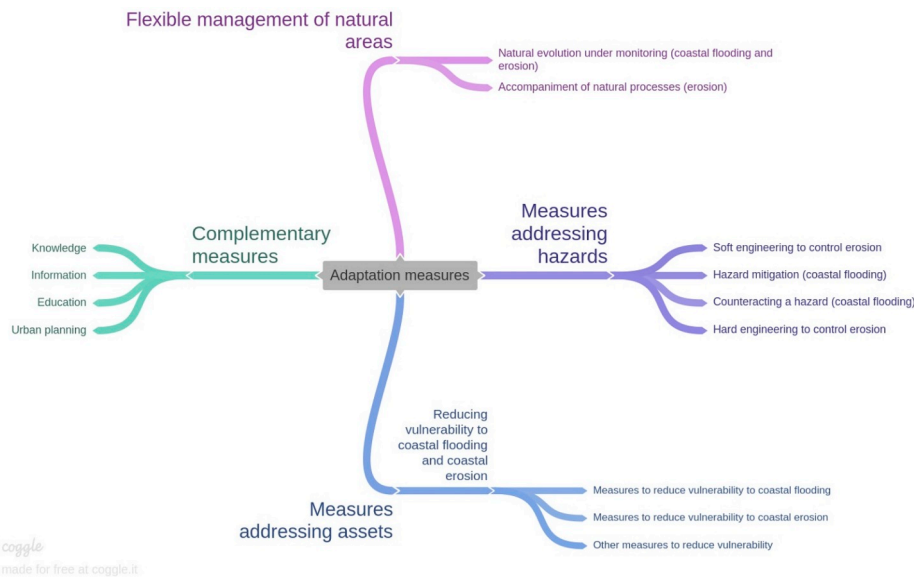 Flexible management of natural
areas
Natural evolution under monitoring (coastal flooding and
erosion)
Accompaniment of natural processes (erosion)
Complementary
measures
Knowledge
Information
Education
Urban planning
Adaptation measures
Measures
addressing
hazards
Soft engineering to control erosion
Hazard mitigation (coastal flooding)
Counteracting a hazard (coastal flooding)
Hard engineering to control erosion
Reducing
vulnerability to
coastal flooding
and coastal
erosion
Measures
addressing assets
Measures to reduce vulnerability to coastal flooding
Measures to reduce vulnerability to coastal erosion
Other measures to reduce vulnerability
coggle
made for free at coggle.it